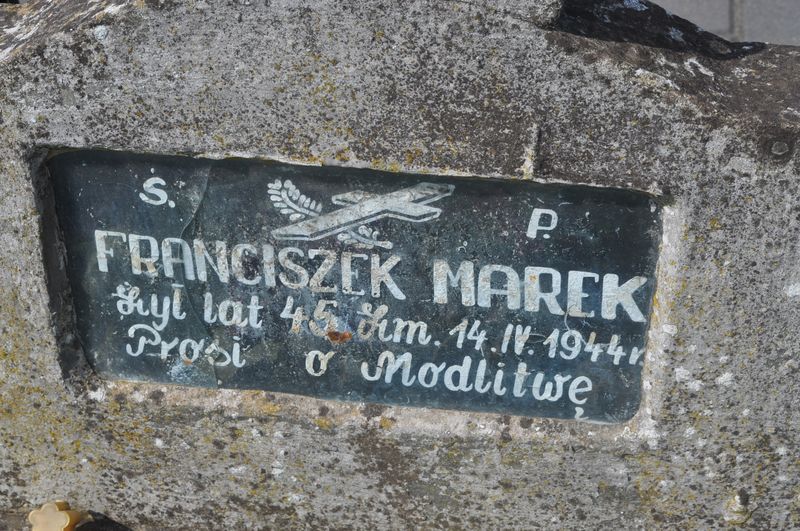 Ś. P.
FRANCISZEK MAREK
Żył lat 45 Zm. 14.IV.1944r
Prosi o Modlitwę